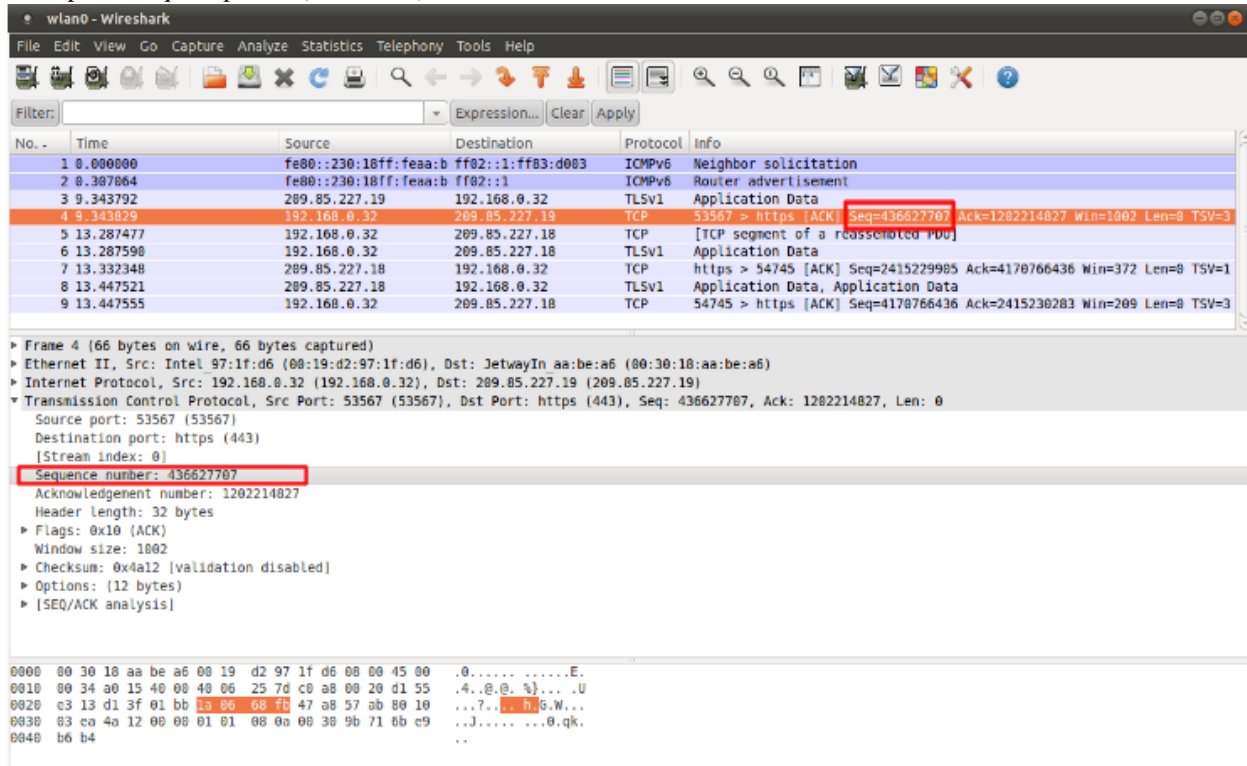 wlan0 - Wireshark
File Edit View Go Capture Analyze Statistics Telephony Tools Help
Filter: Expression... Clear Apply
No. . Time Source Destination Protocol Info
1 0.000000 fe80::230:18ff:feaa:b ff02::1:ff83:d003 ICMPv6 Neighbor solicitation
2 0.307064 fe80::230:18ff:feaa:b ff02::1 ICMPv6 Router advertisement
3 9.343792 209.85.227.19 192.168.0.32 TLSv1 Application Data
4 9.343829 192.168.0.32 209.85.227.19 TCP 53567 > https [ACK] Seq=436627707 Ack=1202214827 Win=1002 Len=0 TSV=3
5 13.287477 192.168.0.32 209.85.227.18 TCP [TCP segment of a reassembled PDU]
6 13.287590 192.168.0.32 209.85.227.18 TLSv1 Application Data
7 13.332348 209.85.227.18 192.168.0.32 TCP https > 54745 [ACK] Seq=2415229905 Ack=4170766436 Win=372 Len=0 TSV=1
8 13.447521 209.85.227.18 192.168.0.32 TLSv1 Application Data, Application Data
9 13.447555 192.168.0.32 209.85.227.18 TCP 54745 > https [ACK] Seq=4170766436 Ack=2415230283 Win=209 Len=0 TSV=3
Frame 4 (66 bytes on wire, 66 bytes captured)
Ethernet II, Src: Intel_97:1f:d6 (00:19:d2:97:1f:d6), Dst: JetwayIn_aa:be:a6 (00:30:18:aa:be:a6)
Internet Protocol, Src: 192.168.0.32 (192.168.0.32), Dst: 209.85.227.19 (209.85.227.19)
Transmission Control Protocol, Src Port: 53567 (53567), Dst Port: https (443), Seq: 436627707, Ack: 1202214827, Len: 0
Source port: 53567 (53567)
Destination port: https (443)
[Stream index: 0]
Sequence number: 436627707
Acknowledgement number: 1202214827
Header length: 32 bytes
Flags: 0x10 (ACK)
Window size: 1002
Checksum: 0x4a12 [validation disabled]
Options: (12 bytes)
[SEQ/ACK analysis]
0000 00 30 18 aa be a6 00 19 d2 97 1f d6 08 00 45 00 .0...... ......E.
0010 00 34 a0 15 40 00 40 06 25 7d c0 a8 00 20 d1 55 .4..@.@. %}... .U
0020 e3 13 d1 3f 01 bb 1a 06 68 fb 47 a8 57 ab 80 10 ...?.... h.G.W...
0030 03 ea 4a 12 00 00 01 01 08 0a 00 30 9b 71 6b e9 ..J..... ...0.qk.
0040 b6 b4 ..